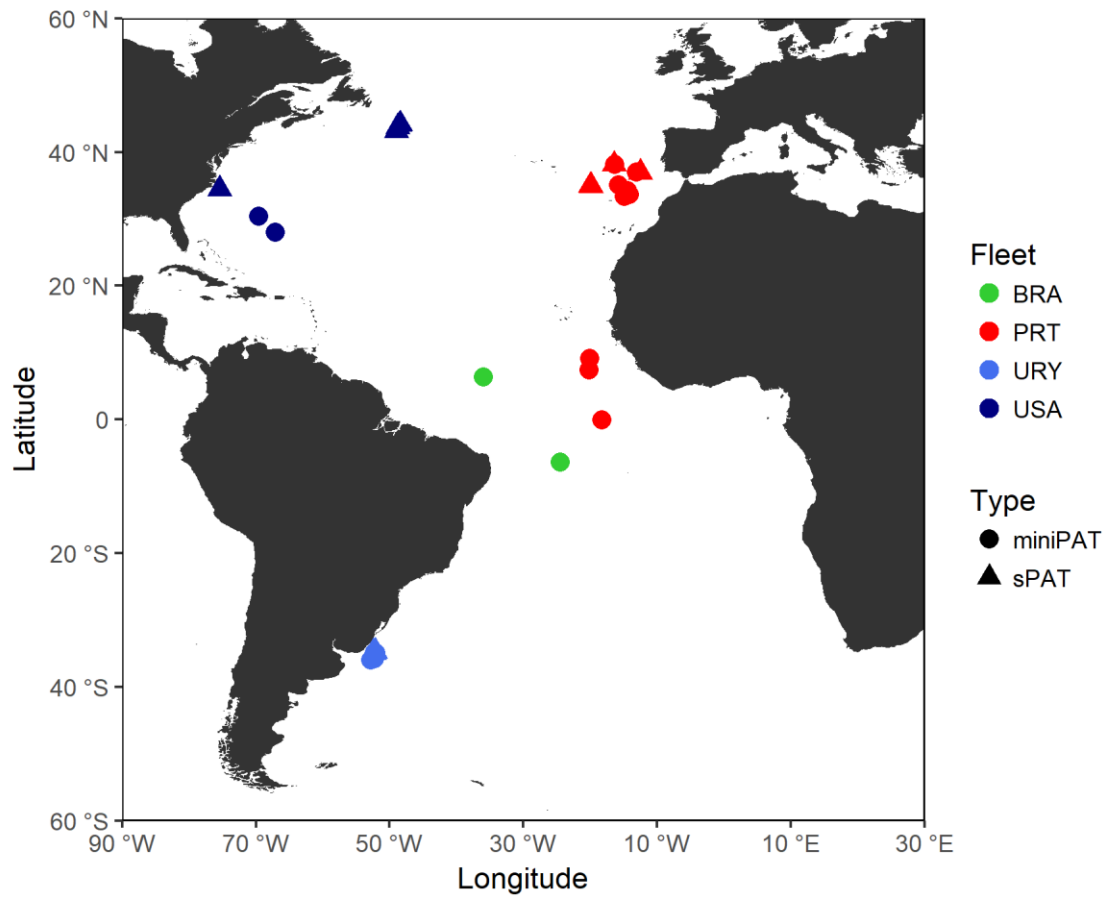 60 °N
40 °N
20 °N
0
20 °S
40 °S
60 °S
Latitude
90 °W
70 °W
50 °W
30 °W
10 °W
10 °E
30 °E
Longitude
Fleet
BRA
PRT
URY
USA
Type
miniPAT
sPAT